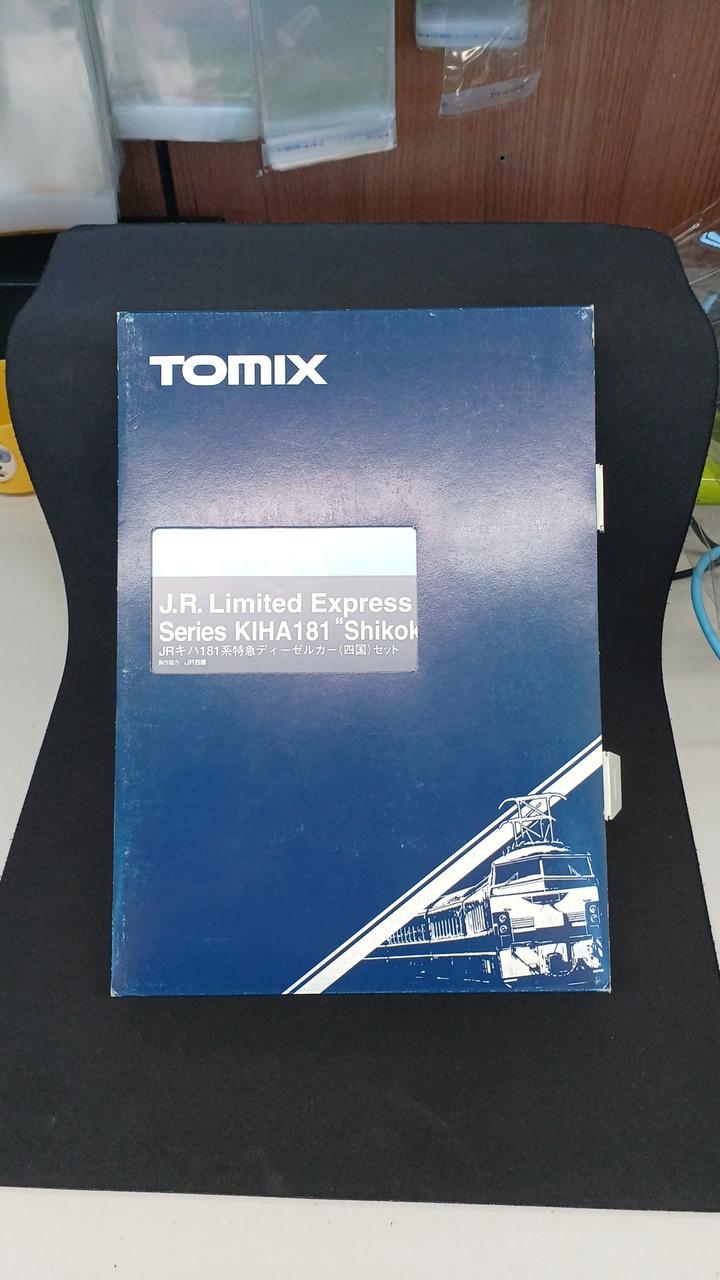 TOMIX
J.R. Limited Express
Series KIHA181 “Shikok
JRキハ181系特急ディーゼルカー(四国)セット
製作協力 JR四国